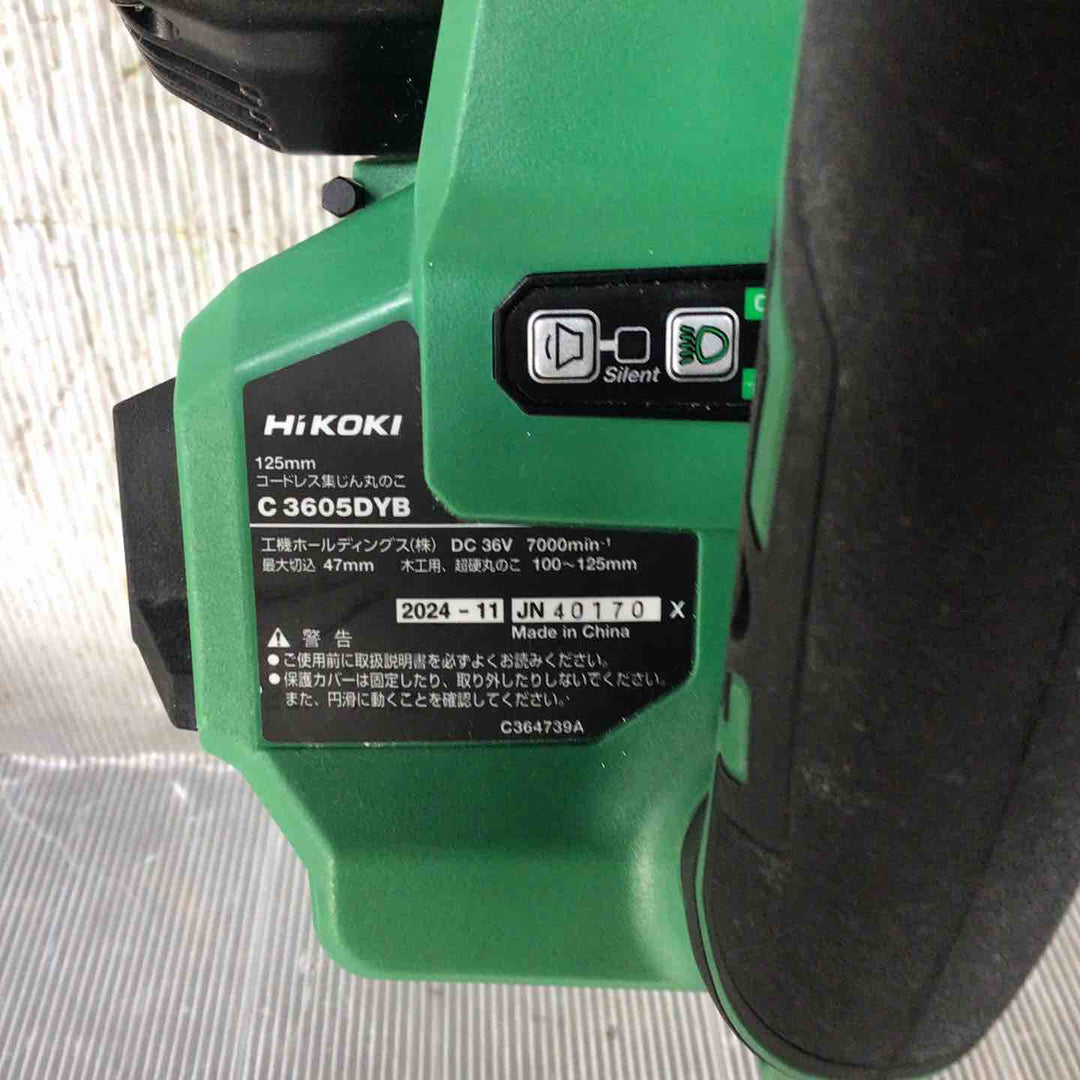 Silent
HiKOKI
125mm
コードレス集じん丸のこ
C 3605DYB
工機ホールディングス(株) DC 36V 7000min⁻¹
最大切込 47mm 木工用、超硬丸のこ 100～125mm
2024 - 11 JN 40170 X
Made in China
⚠ 警告
●ご使用前に取扱説明書を必ずよくお読みください。
●保護カバーは固定したり、取り外したりしないでください。
また、円滑に動くことを確認してください。
C364739A